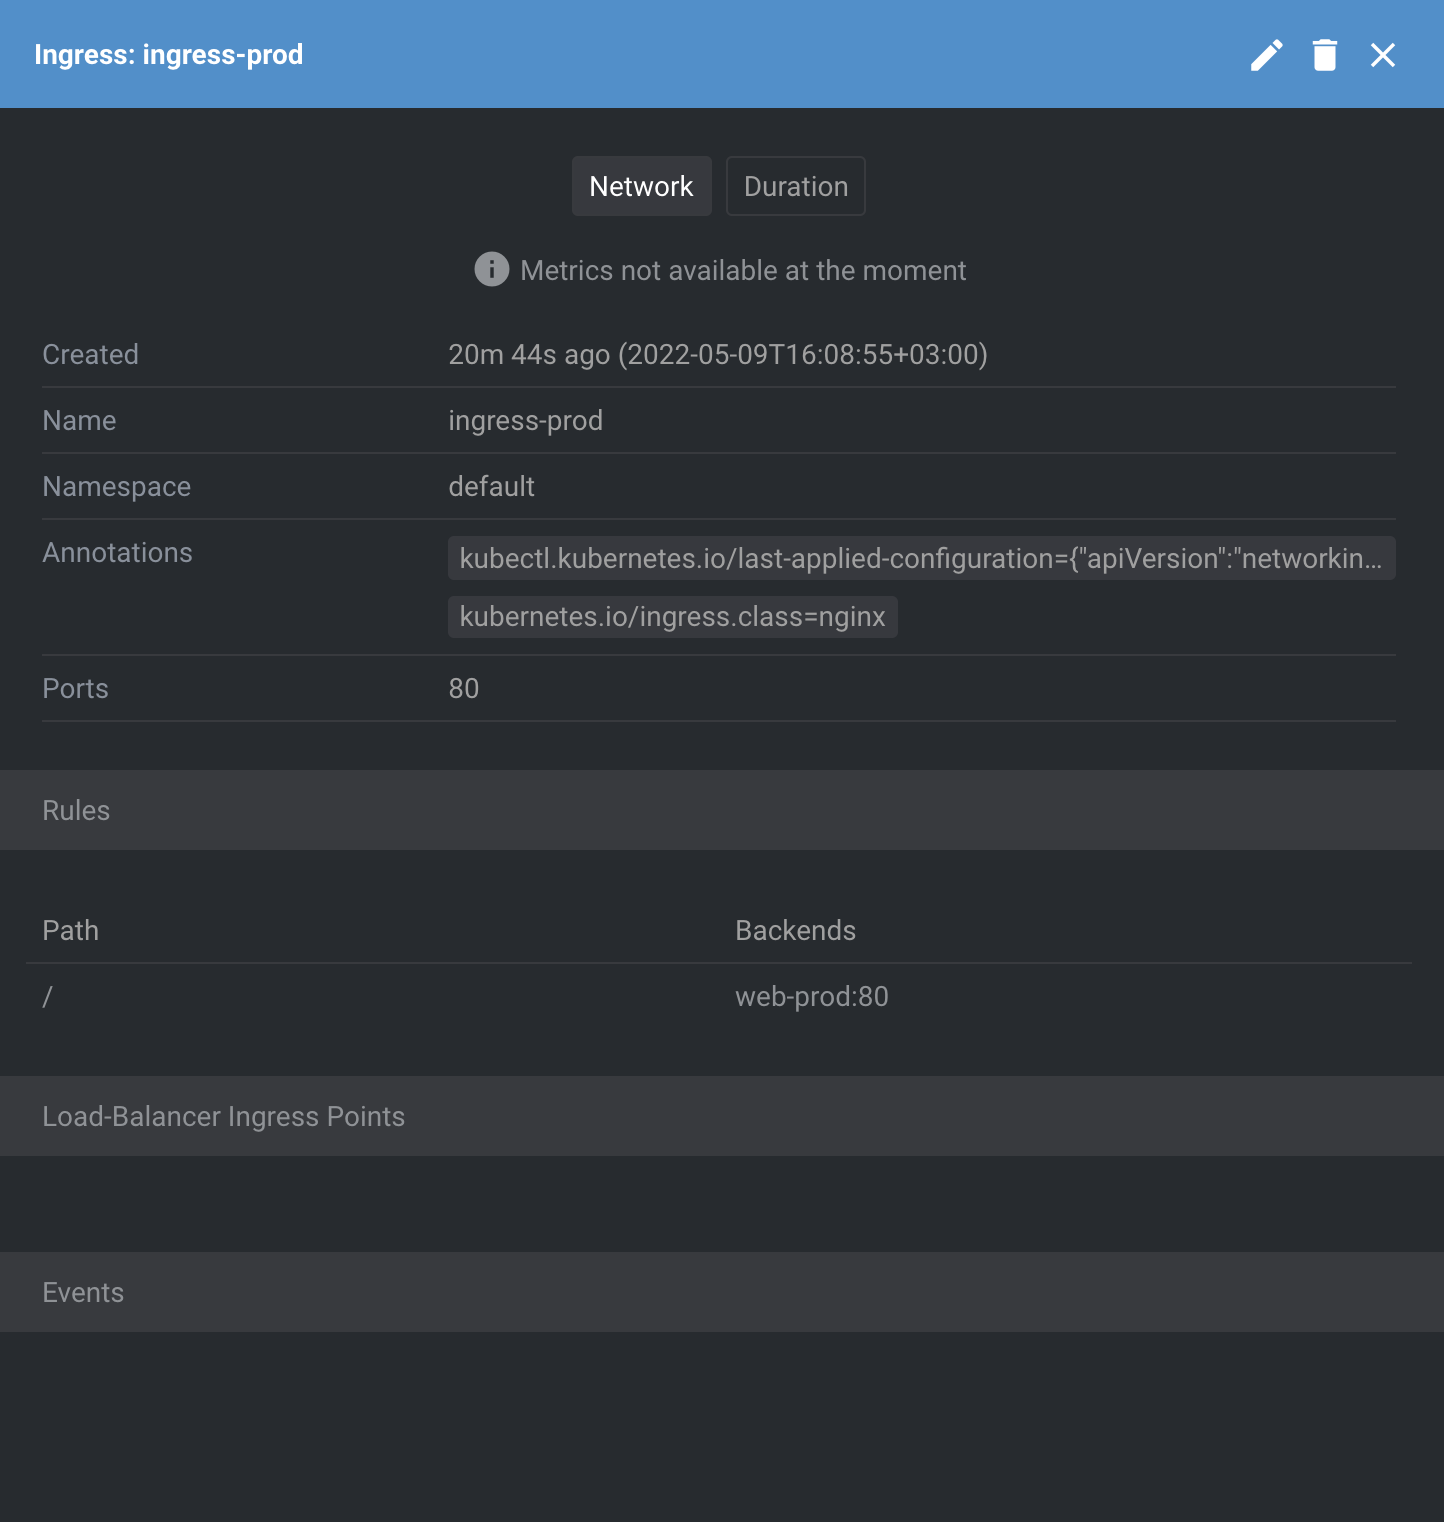 Ingress: ingress-prod
Network Duration
Metrics not available at the moment
Created 20m 44s ago (2022-05-09T16:08:55+03:00)
Name ingress-prod
Namespace default
Annotations kubectl.kubernetes.io/last-applied-configuration={"apiVersion":"networkin...
kubernetes.io/ingress.class=nginx
Ports 80
Rules
Path Backends
/ web-prod:80
Load-Balancer Ingress Points
Events